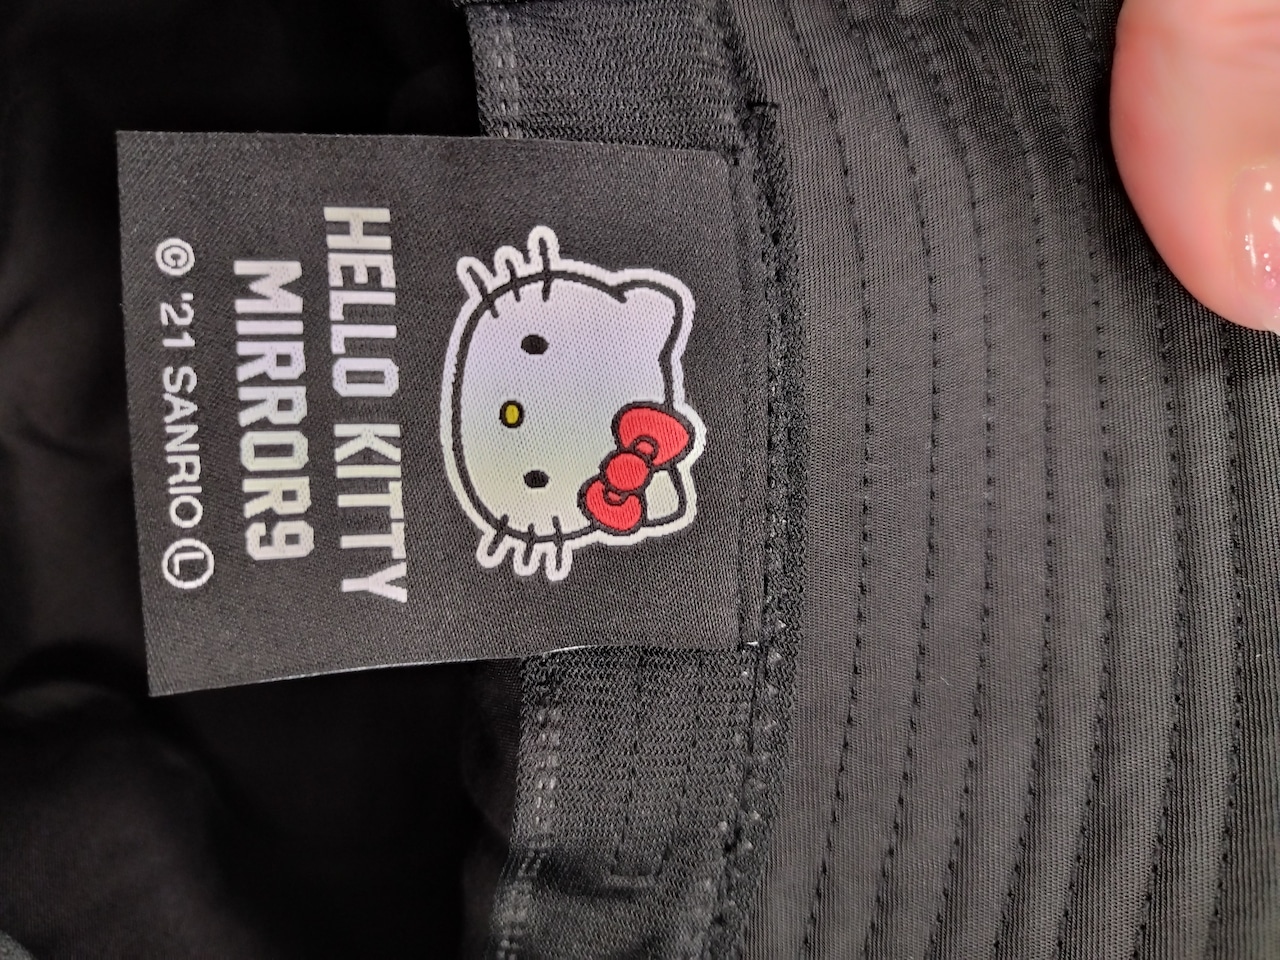 HELLO KITTY
MIRROR9
© '21 SANRIO Ⓛ